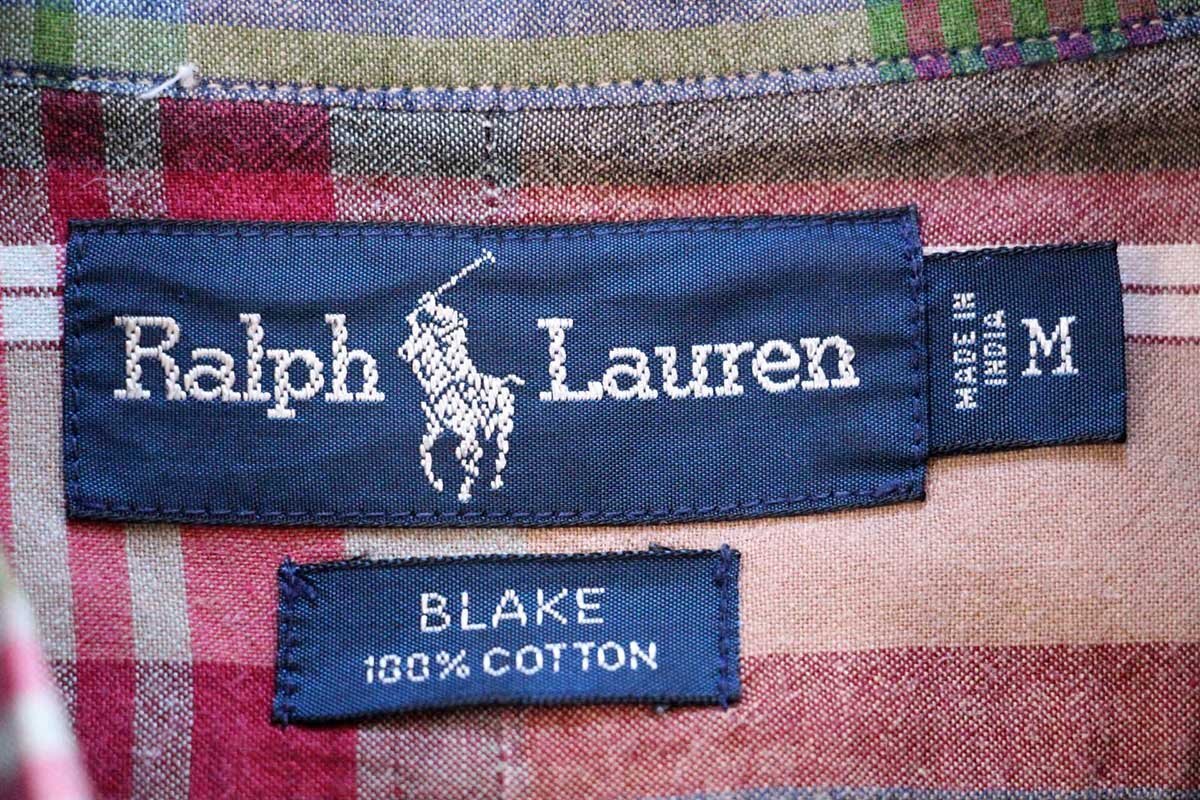 Ralph Lauren
MADE IN
INDIA
M
BLAKE
100% COTTON